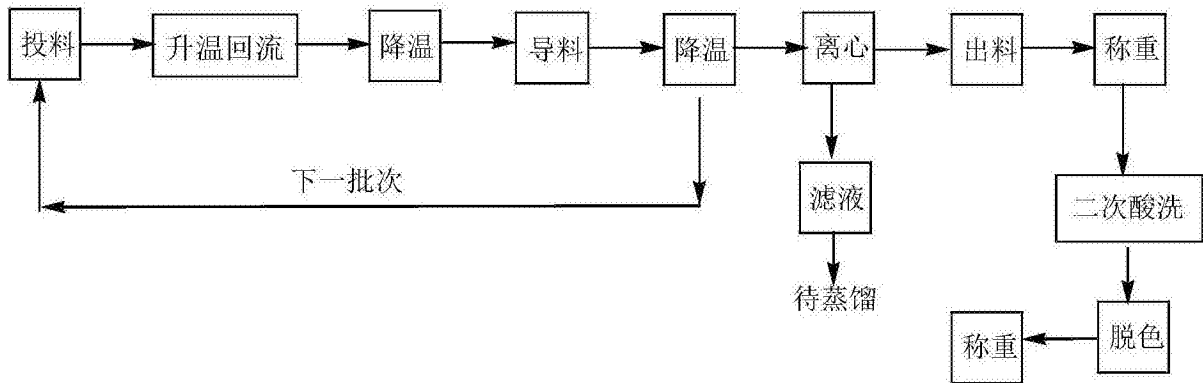 投料
升温回流
降温
导料
降温
离心
出料
称重
下一批次
滤液
二次酸洗
待蒸馏
称重
脱色